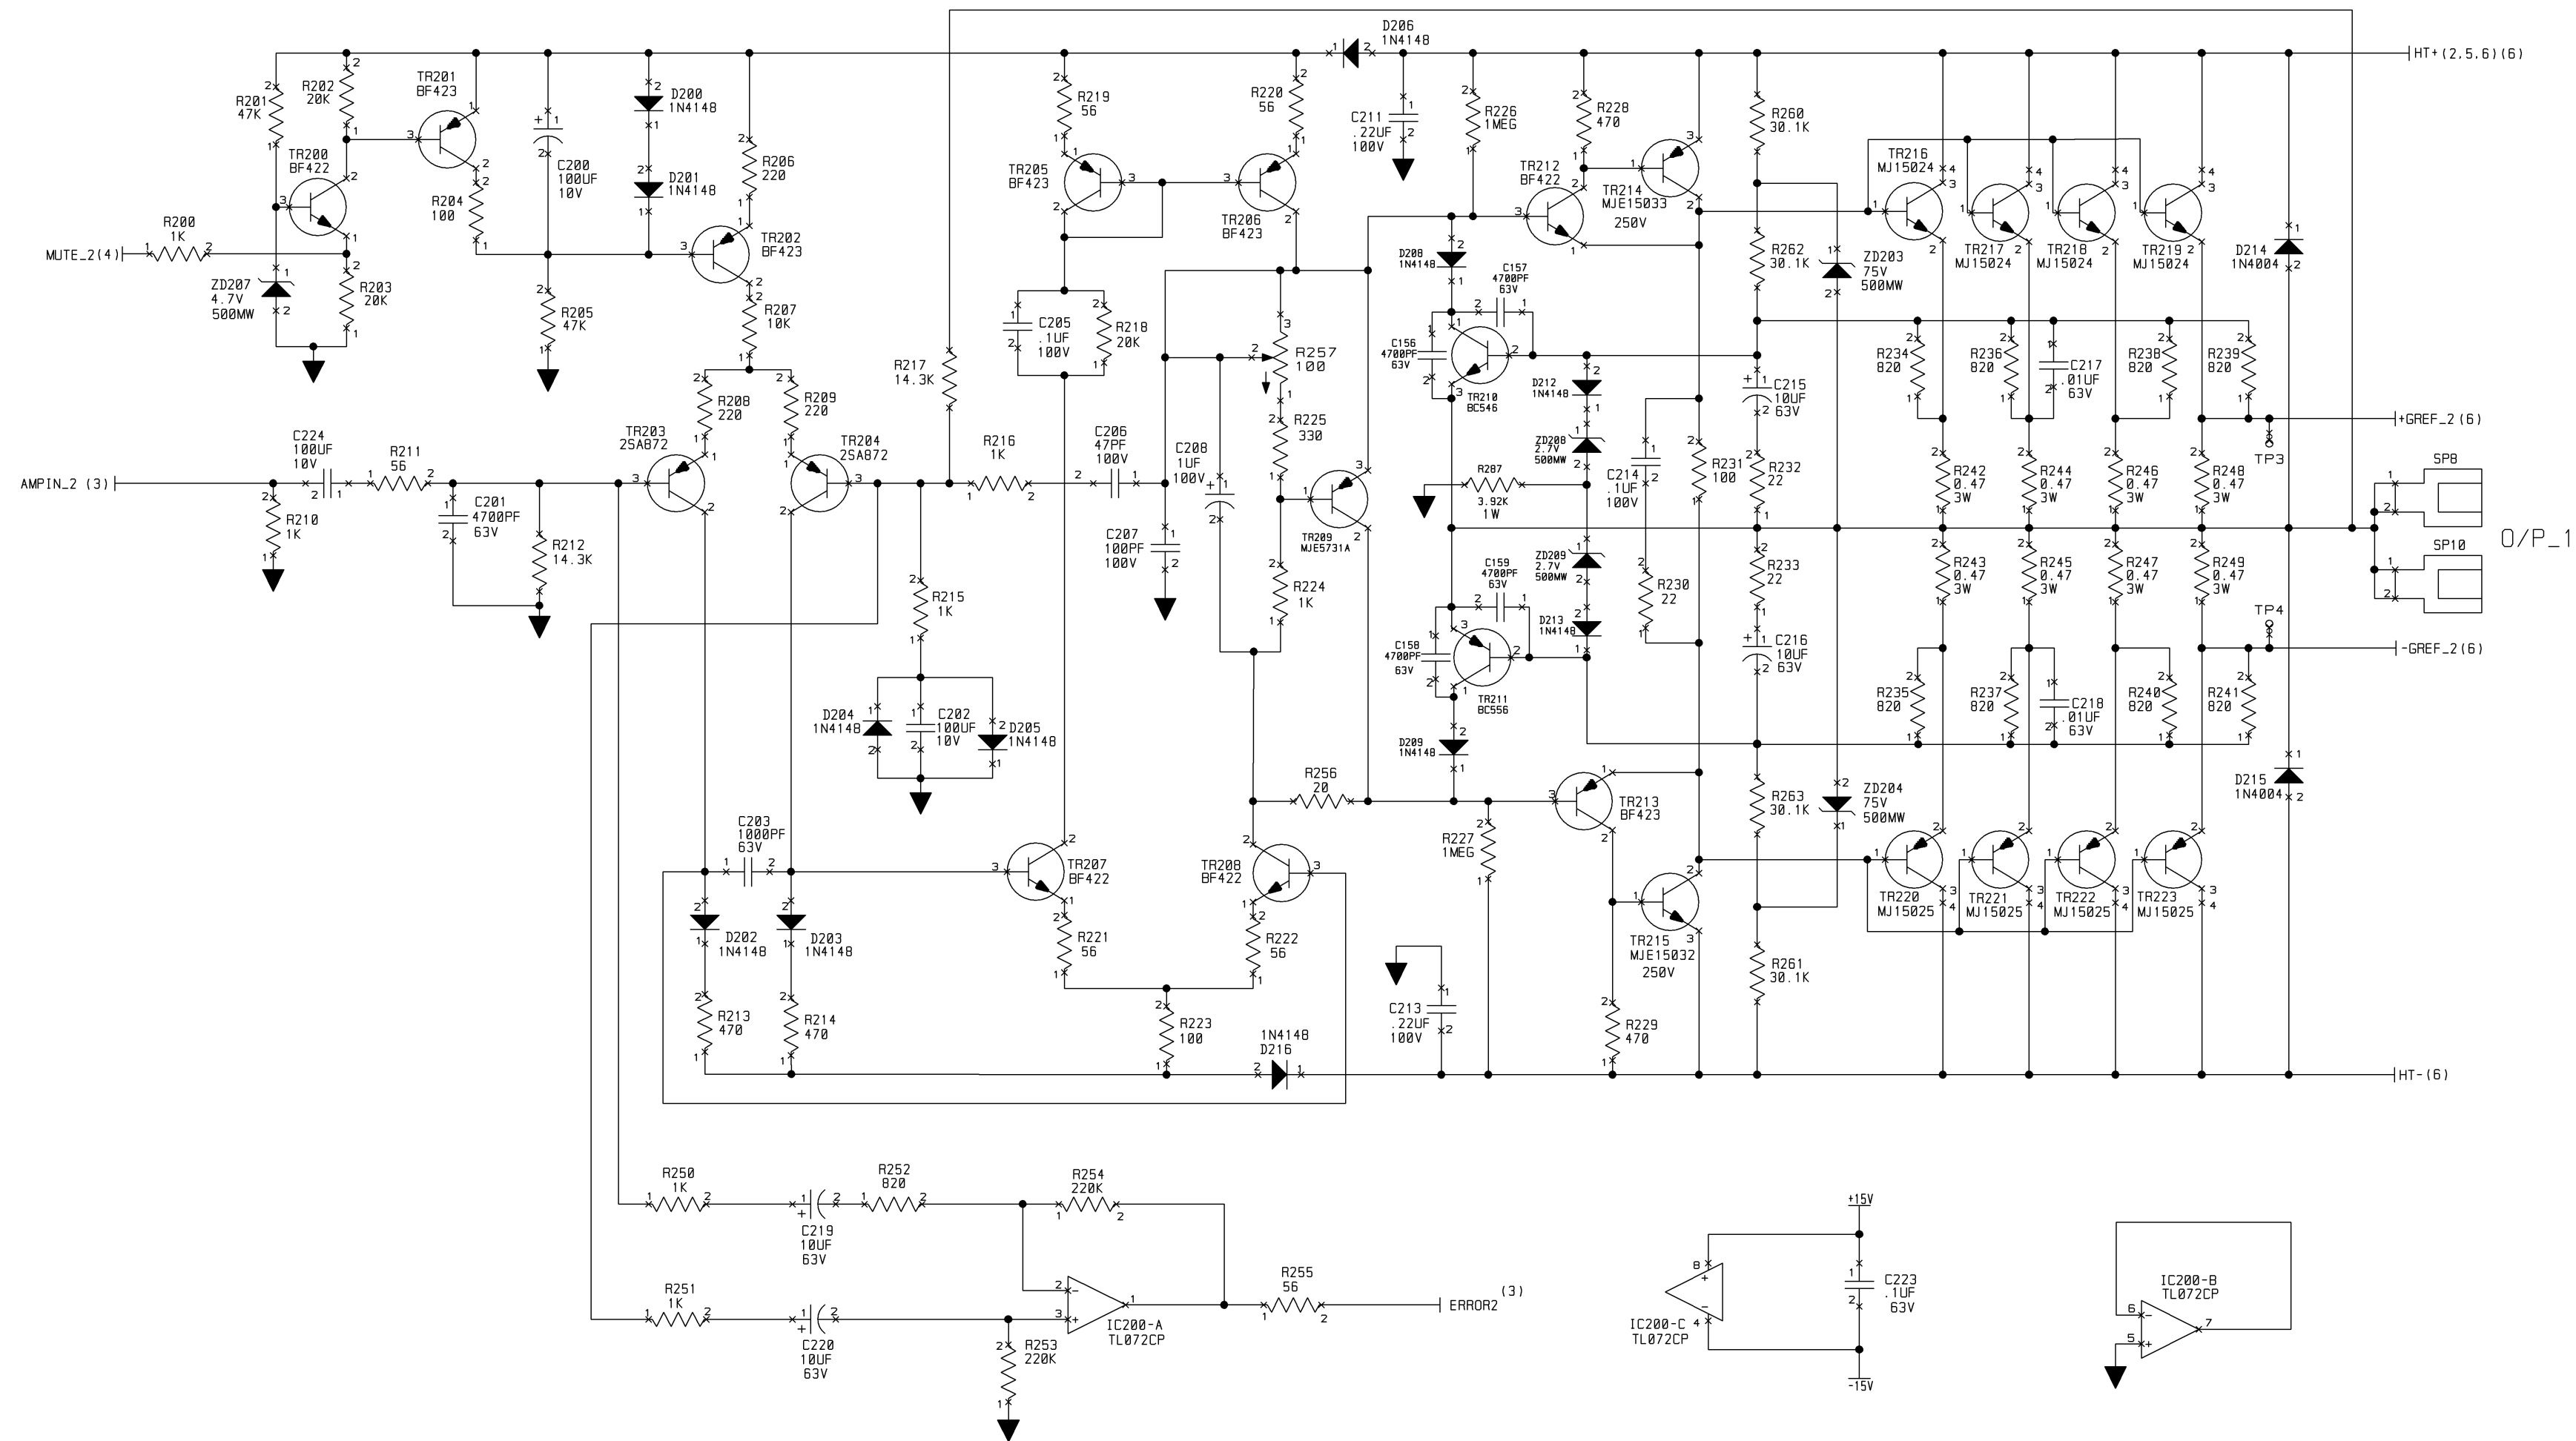 D206
1N4148
HT+(2,5,6)(6)
R201
47K
R202
20K
TR201
BF423
D200
1N4148
R219
56
R220
56
C211
.22UF
100V
R226
1MEG
R228
470
R260
30.1K
TR200
BF422
R204
100
C200
100UF
10V
D201
1N4148
R206
220
TR205
BF423
TR206
BF423
TR212
BF422
TR214
MJE15033
250V
TR216
MJ15024
TR217
MJ15024
TR218
MJ15024
TR219
MJ15024
R200
1K
MUTE_2(4)
TR202
BF423
D208
1N4148
C157
4700PF
63V
R262
30.1K
ZD203
75V
500MW
D214
1N4004
ZD207
4.7V
500MW
R203
20K
R205
47K
R207
10K
C205
.1UF
100V
R218
20K
R257
100
C156
4700PF
63V
TR210
BC546
D212
1N4148
C215
10UF
63V
R234
820
R236
820
C217
.01UF
63V
R238
820
R239
820
R217
14.3K
R208
220
R209
220
+GREF_2(6)
TP3
C224
100UF
10V
R211
56
TR203
2SA872
TR204
2SA872
R216
1K
C206
47PF
100V
C208
1UF
100V
R225
330
ZD208
2.7V
500MW
C214
.1UF
100V
R231
100
R232
22
R242
0.47
3W
R244
0.47
3W
R246
0.47
3W
R248
0.47
3W
SP8
AMPIN_2 (3)
R287
3.92K
1W
R210
1K
C201
4700PF
63V
R212
14.3K
C207
100PF
100V
TR209
MJE5731A
O/P_1
SP10
R215
1K
R224
1K
C159
4700PF
63V
ZD209
2.7V
500MW
R230
22
R233
22
R243
0.47
3W
R245
0.47
3W
R247
0.47
3W
R249
0.47
3W
TP4
D213
1N4148
C158
4700PF
63V
C216
10UF
63V
-GREF_2(6)
TR211
BC556
D204
1N4148
C202
100UF
10V
D205
1N4148
D209
1N4148
R235
820
R237
820
C218
.01UF
63V
R240
820
R241
820
R256
20
TR213
BF423
R263
30.1K
ZD204
75V
500MW
D215
1N4004
C203
1000PF
63V
TR207
BF422
TR208
BF422
R227
1MEG
TR220
MJ15025
TR221
MJ15025
TR222
MJ15025
TR223
MJ15025
D202
1N4148
D203
1N4148
R221
56
R222
56
TR215
MJE15032
250V
R261
30.1K
R213
470
R214
470
R223
100
1N4148
D216
C213
.22UF
100V
R229
470
HT-(6)
R250
1K
R252
820
R254
220K
C219
10UF
63V
+15V
R251
1K
C220
10UF
63V
IC200-A
TL072CP
R255
56
ERROR2
(3)
R253
220K
IC200-C
TL072CP
C223
.1UF
63V
-15V
IC200-B
TL072CP